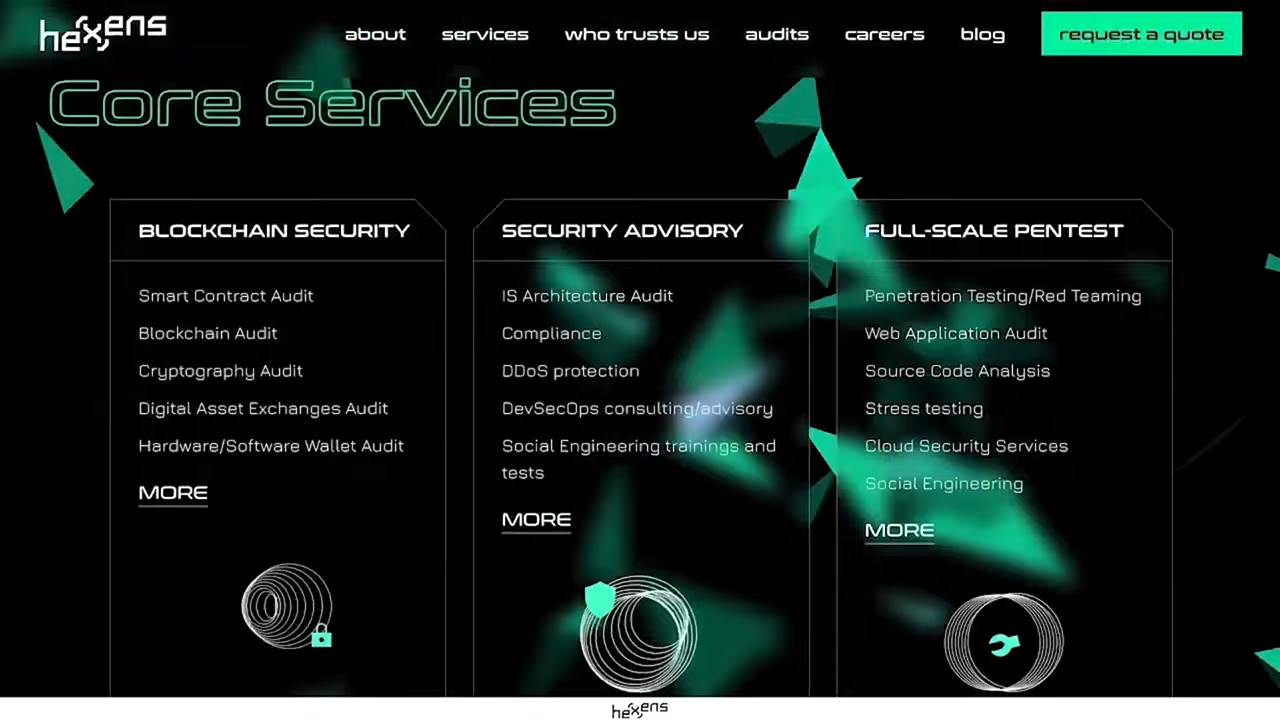 hexens
about services who trusts us audits careers blog request a quote
Core Services
BLOCKCHAIN SECURITY
Smart Contract Audit
Blockchain Audit
Cryptography Audit
Digital Asset Exchanges Audit
Hardware/Software Wallet Audit
MORE
SECURITY ADVISORY
IS Architecture Audit
Compliance
DDoS protection
DevSecOps consulting/advisory
Social Engineering trainings and
tests
MORE
FULL-SCALE PENTEST
Penetration Testing/Red Teaming
Web Application Audit
Source Code Analysis
Stress testing
Cloud Security Services
Social Engineering
MORE
hexens